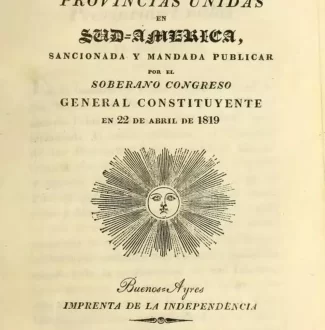 PROVINCIAS UNIDAS
EN
SUD-AMERICA,
SANCIONADA Y MANDADA PUBLICAR
POR EL
SOBERANO CONGRESO
GENERAL CONSTITUYENTE
EN 22 DE ABRIL DE 1819
Buenos-Ayres
IMPRENTA DE LA INDEPENDENCIA